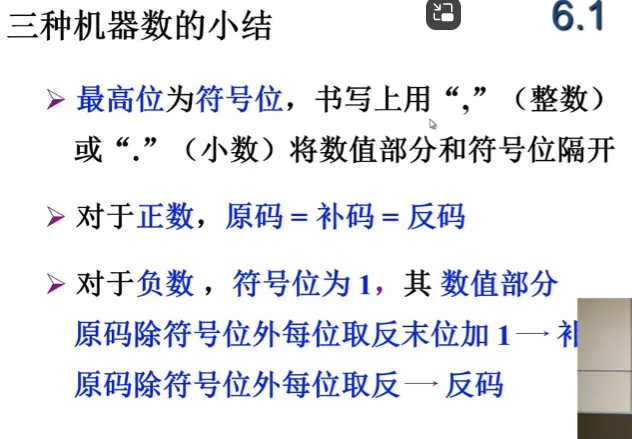 三种机器数的小结
6.1
➢ 最高位为符号位，书写上用“,”（整数）
或“.”（小数）将数值部分和符号位隔开
➢ 对于正数，原码 = 补码 = 反码
➢ 对于负数 ，符号位为 1，其 数值部分
原码除符号位外每位取反末位加 1 →
原码除符号位外每位取反 → 反码